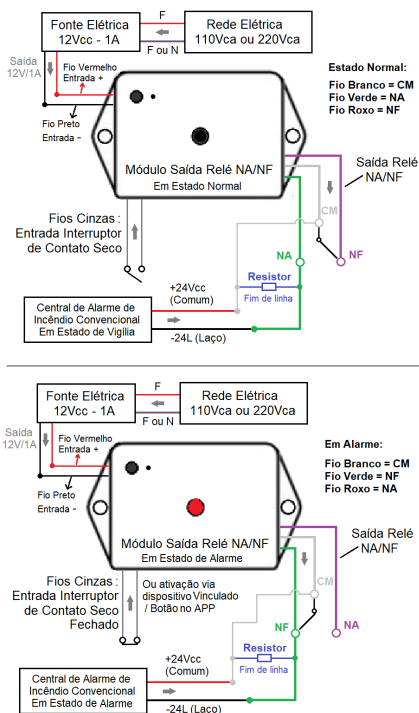 Fonte Elétrica
12Vcc - 1A
F
F ou N
Rede Elétrica
110Vca ou 220Vca
Saída
12V/1A
Fio Vermelho
Entrada +
Fio Preto
Entrada -
Estado Normal:
Fio Branco = CM
Fio Verde = NA
Fio Roxo = NF
Módulo Saída Relé NA/NF
Em Estado Normal
Saída Relé
NA/NF
Fios Cinzas :
Entrada Interruptor
de Contato Seco
CM
NA
NF
+24Vcc
(Comum)
Resistor
Fim de linha
Central de Alarme de
Incêndio Convencional
Em Estado de Vigília
-24L (Laço)
Fonte Elétrica
12Vcc - 1A
F
F ou N
Rede Elétrica
110Vca ou 220Vca
Saída
12V/1A
Fio Vermelho
Entrada +
Fio Preto
Entrada -
Em Alarme:
Fio Branco = CM
Fio Verde = NF
Fio Roxo = NA
Módulo Saída Relé NA/NF
Em Estado de Alarme
Saída Relé
NA/NF
Fios Cinzas :
Entrada Interruptor
de Contato Seco
Fechado
Ou ativação via
dispositivo Vinculado
/ Botão no APP
CM
NF
NA
+24Vcc
(Comum)
Resistor
Fim de linha
Central de Alarme de
Incêndio Convencional
Em Estado de Alarme
-24L (Laço)